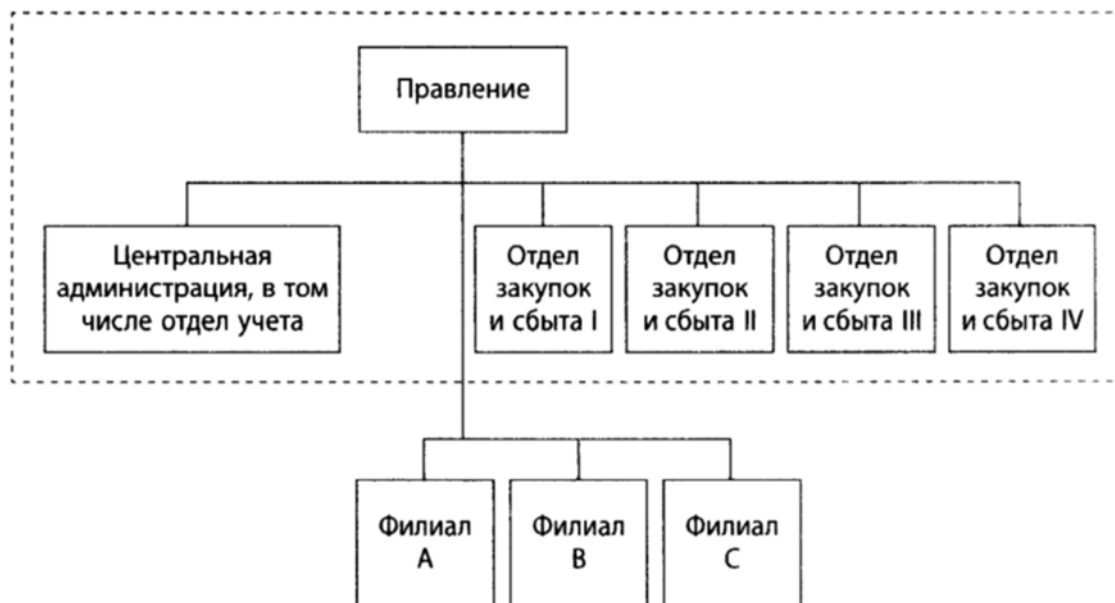 Правление
Центральная
администрация, в том
числе отдел учета
Отдел
закупок
и сбыта I
Отдел
закупок
и сбыта II
Отдел
закупок
и сбыта III
Отдел
закупок
и сбыта IV
Филиал
A
Филиал
B
Филиал
C